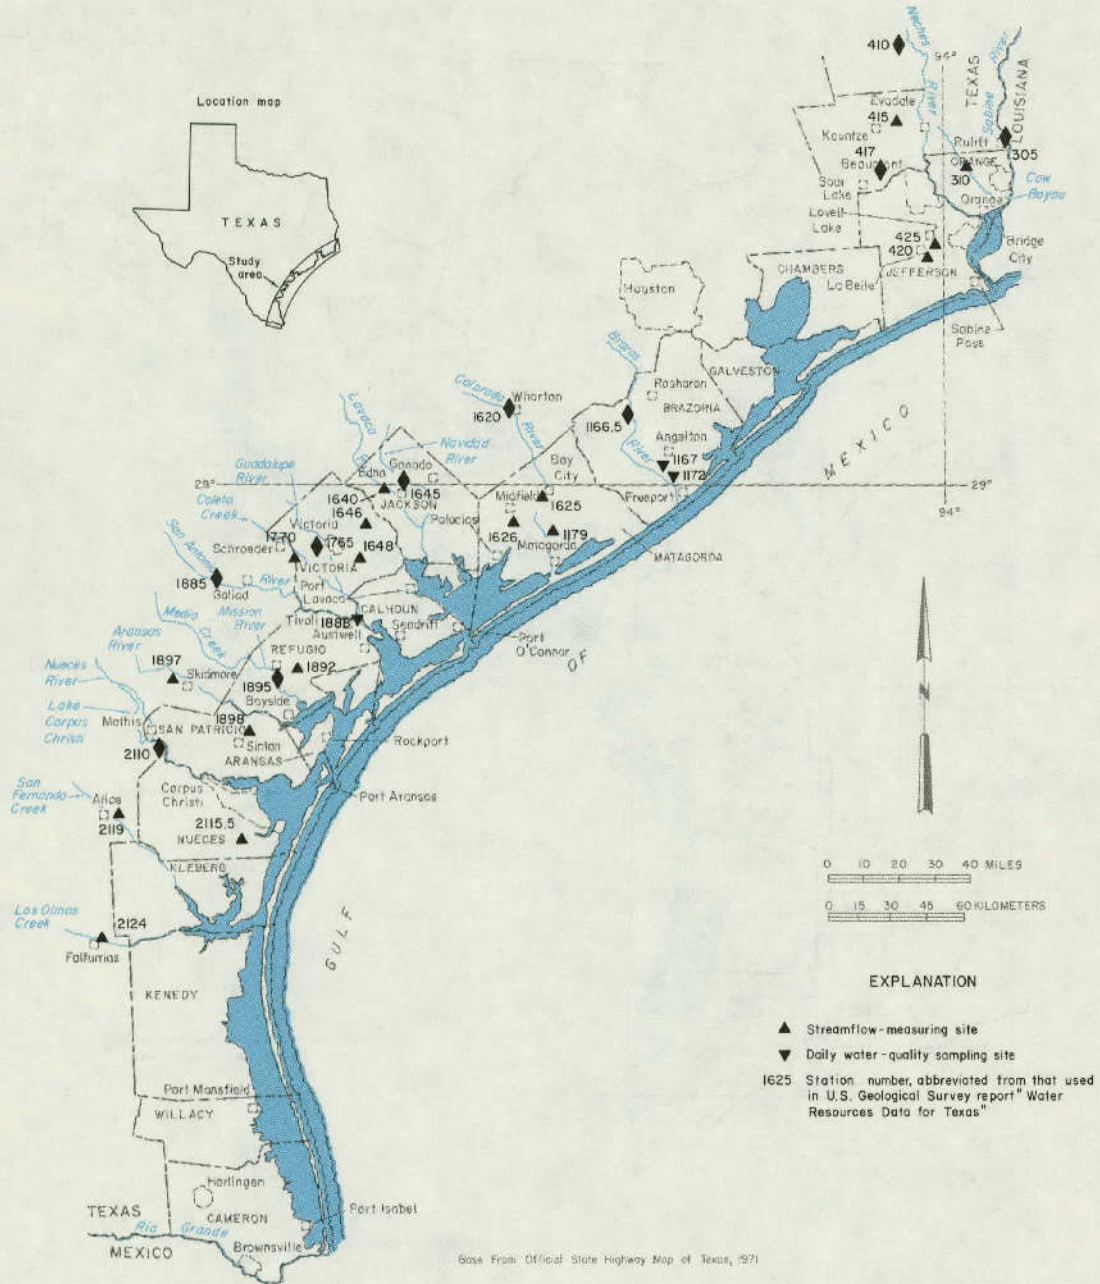 Location map
TEXAS
Study
area
410
Neches
River
94°
TEXAS
Sabine
River
LOUISIANA
Evadale
415
Kountze
417
Beaumont
Ruliff
305
ORANGE
310
Cow
Bayou
Sour
Lake
Orange
Lovell
Lake
425
420
Bridge
City
JEFFERSON
CHAMBERS
La Belle
Sabine
Pass
Houston
GALVESTON
Brazos
River
Rosharon
BRAZORIA
1166.5
Angelton
1167
1172
Freeport
MEXICO
29°
94°
Colorado
River
Wharton
1620
Bay
City
Midfield
1625
1626
1179
Matagorda
MATAGORDA
Lavaca
R
Navidad
River
Ganado
Edna
1645
JACKSON
1640
1646
Palacios
29°
Guadalupe
River
Coleto
Creek
Victoria
1765
1770
1648
Schroeder
VICTORIA
San Antonio
River
1885
Goliad
Port
Lavaca
CALHOUN
Tivoli
1888
Austwell
Seadrift
Port
O'Connor
OF
Mission
River
Medio
Creek
Aransas
River
REFUGIO
1892
1897
Skidmore
1895
Bayside
Nueces
River
Lake
Corpus
Christi
Mathis
SAN PATRICIO
1898
Sinton
ARANSAS
Rockport
2110
Port Aransas
San
Fernando
Creek
Alice
2119
Corpus
Christi
2115.5
NUECES
KLEBERG
Los Olmos
Creek
2124
Falfurrias
GULF
KENEDY
Port Mansfield
WILLACY
Harlingen
CAMERON
Port Isabel
TEXAS
Rio Grande
MEXICO
Brownsville
N
0 10 20 30 40 MILES
0 15 30 45 60 KILOMETERS
EXPLANATION
Streamflow-measuring site
Daily water-quality sampling site
1625 Station number, abbreviated from that used
in U.S. Geological Survey report "Water
Resources Data for Texas"
Base From Official State Highway Map of Texas, 1971